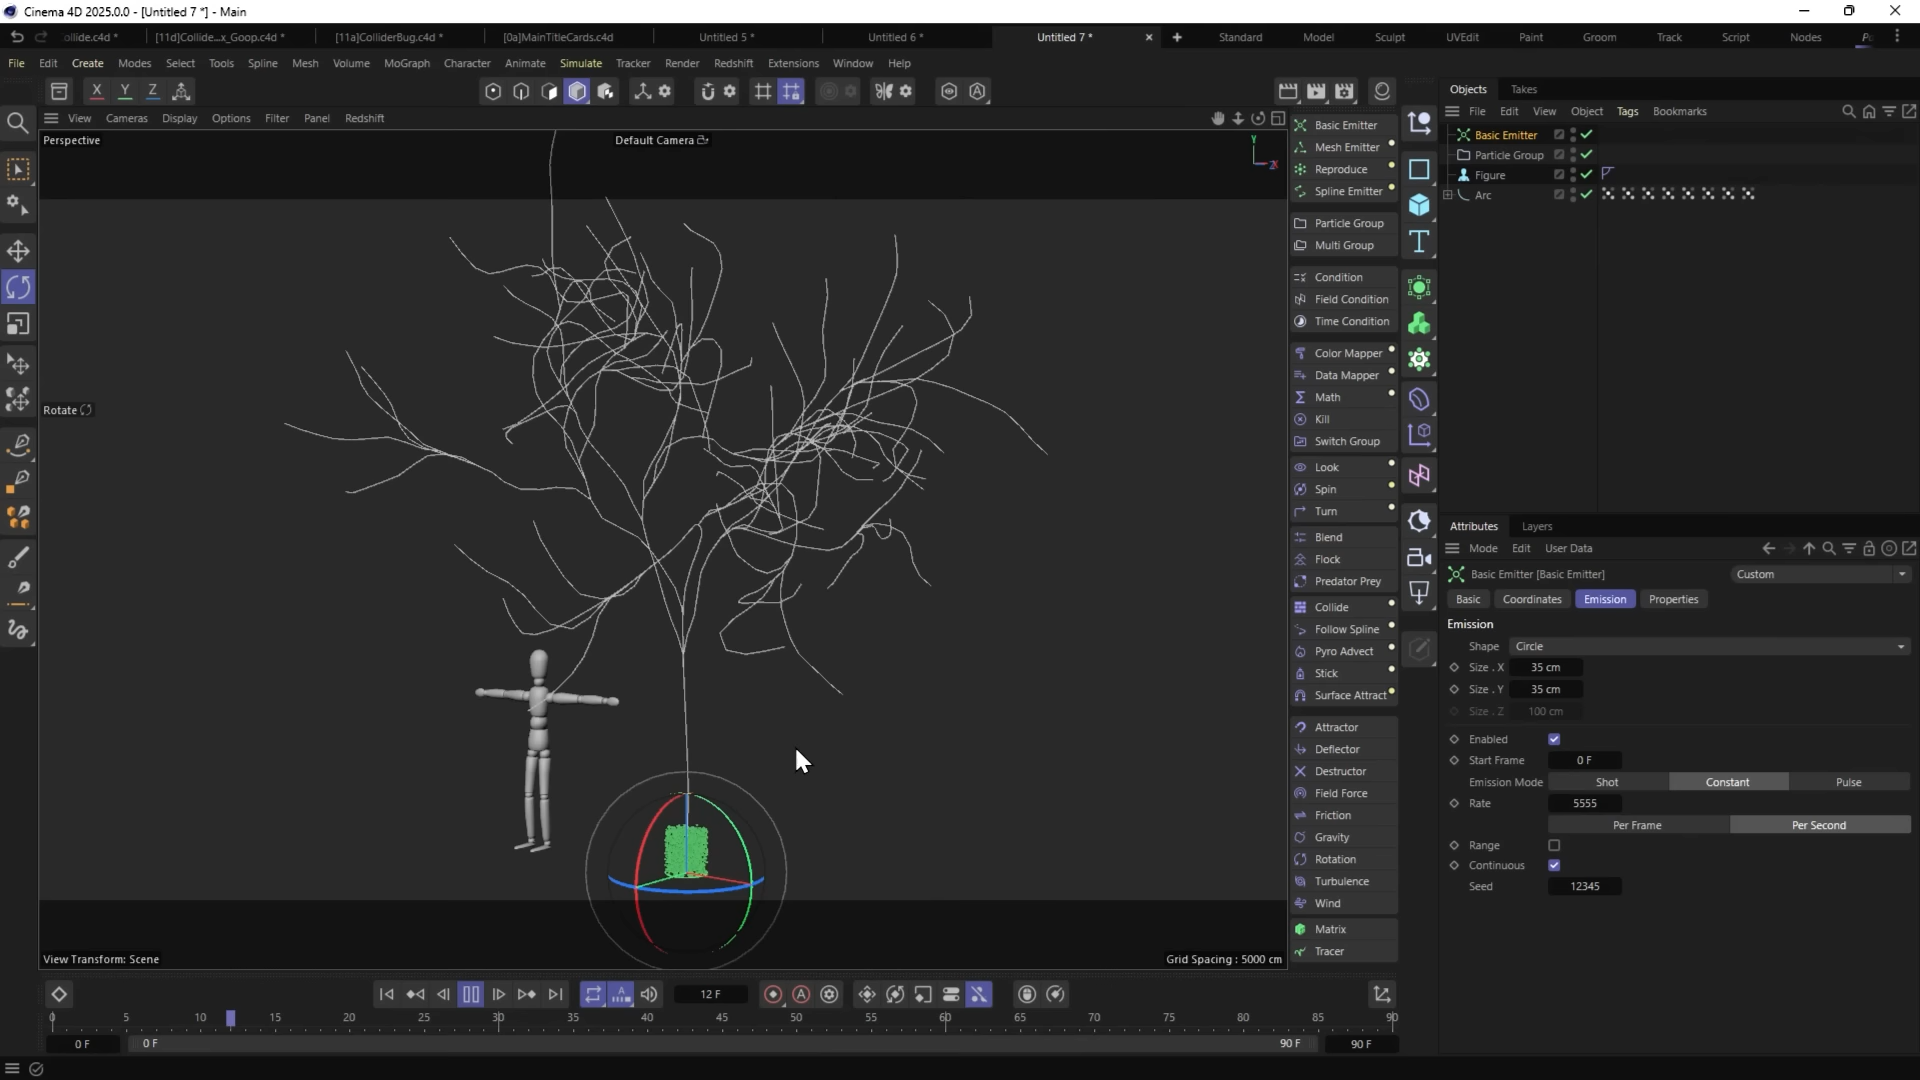 Cinema 4D 2025.0.0 - [Untitled 7 *] - Main
ollide.c4d *
[11d]Collide...x_Goop.c4d *
[11a]ColliderBug.c4d *
[0a]MainTitleCards.c4d
Untitled 5 *
Untitled 6 *
Untitled 7 *
Standard
Model
Sculpt
UVEdit
Paint
Groom
Track
Script
Nodes
File Edit Create Modes Select Tools Spline Mesh Volume MoGraph Character Animate Simulate Tracker Render Redshift Extensions Window Help
X Y Z
View Cameras Display Options Filter Panel Redshift
Perspective
Default Camera
Y
X
Rotate
View Transform: Scene
Grid Spacing : 5000 cm
Basic Emitter
Mesh Emitter
Reproduce
Spline Emitter
Particle Group
Multi Group
Condition
Field Condition
Time Condition
Color Mapper
Data Mapper
Math
Kill
Switch Group
Look
Spin
Turn
Blend
Flock
Predator Prey
Collide
Follow Spline
Pyro Advect
Stick
Surface Attract
Attractor
Deflector
Destructor
Field Force
Friction
Gravity
Rotation
Turbulence
Wind
Matrix
Tracer
Objects Takes
File Edit View Object Tags Bookmarks
Basic Emitter
Particle Group
Figure
Arc
Attributes Layers
Mode Edit User Data
Basic Emitter [Basic Emitter]
Custom
Basic Coordinates Emission Properties
Emission
Shape Circle
Size . X 35 cm
Size . Y 35 cm
Size . Z 100 cm
Enabled
Start Frame 0 F
Emission Mode Shot Constant Pulse
Rate 5555
Per Frame Per Second
Range
Continuous
Seed 12345
12 F
0 5 10 15 20 25 30 35 40 45 50 55 60 65 70 75 80 85 90
0 F 0 F 90 F 90 F